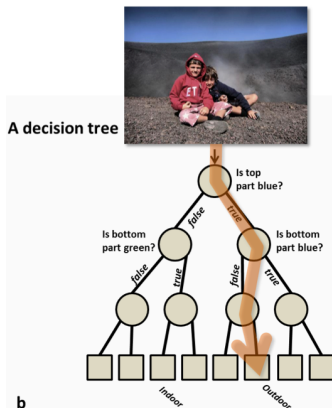 ET
A decision tree
Is top
part blue?
false
true
Is bottom
part green?
Is bottom
part blue?
false
true
false
true
Indoor
Outdoor
b